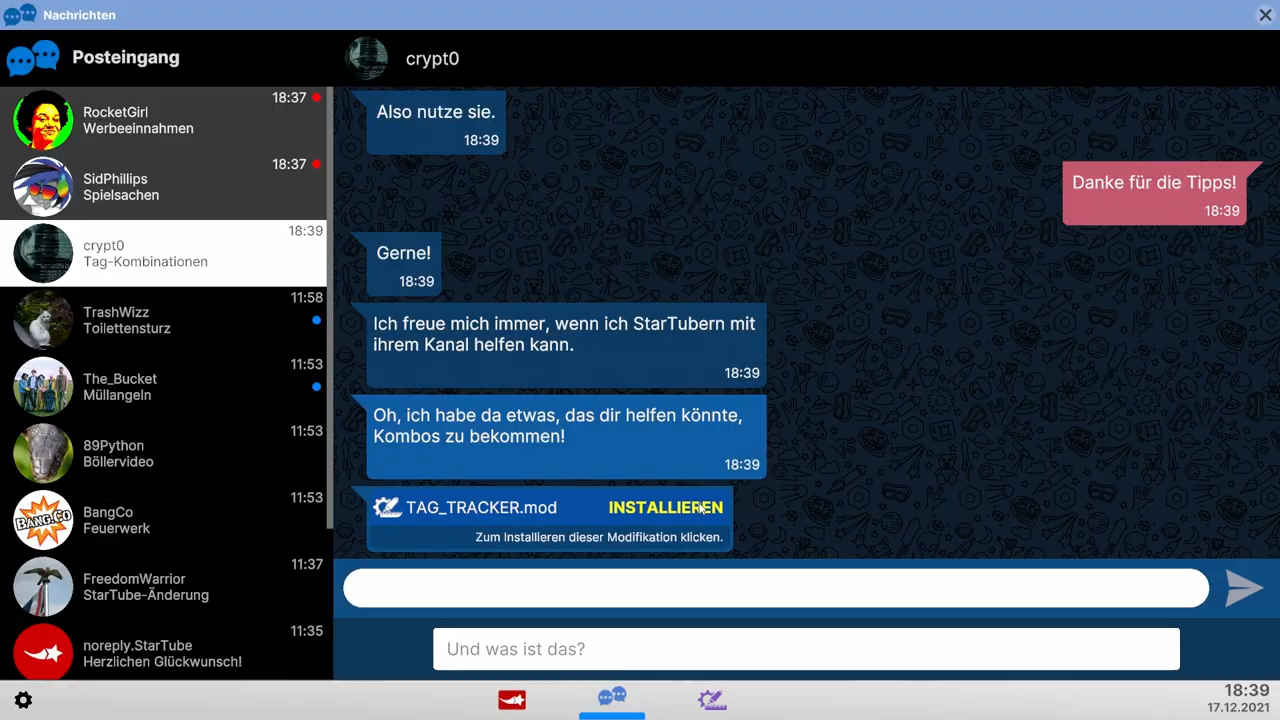 Nachrichten
Posteingang
RocketGirl
Werbeeinnahmen
18:37
SidPhillips
Spielsachen
18:37
crypt0
Tag-Kombinationen
18:39
TrashWizz
Toilettensturz
11:58
The_Bucket
Müllangeln
11:53
89Python
Böllervideo
11:53
BANG.CO
BangCo
Feuerwerk
11:53
FreedomWarrior
StarTube-Änderung
11:37
noreply.StarTube
Herzlichen Glückwunsch!
11:35
crypt0
Also nutze sie.
18:39
Danke für die Tipps!
18:39
Gerne!
18:39
Ich freue mich immer, wenn ich StarTubern mit
ihrem Kanal helfen kann.
18:39
Oh, ich habe da etwas, das dir helfen könnte,
Kombos zu bekommen!
18:39
TAG_TRACKER.mod INSTALLIEREN
Zum Installieren dieser Modifikation klicken.
Und was ist das?
18:39
17.12.2021